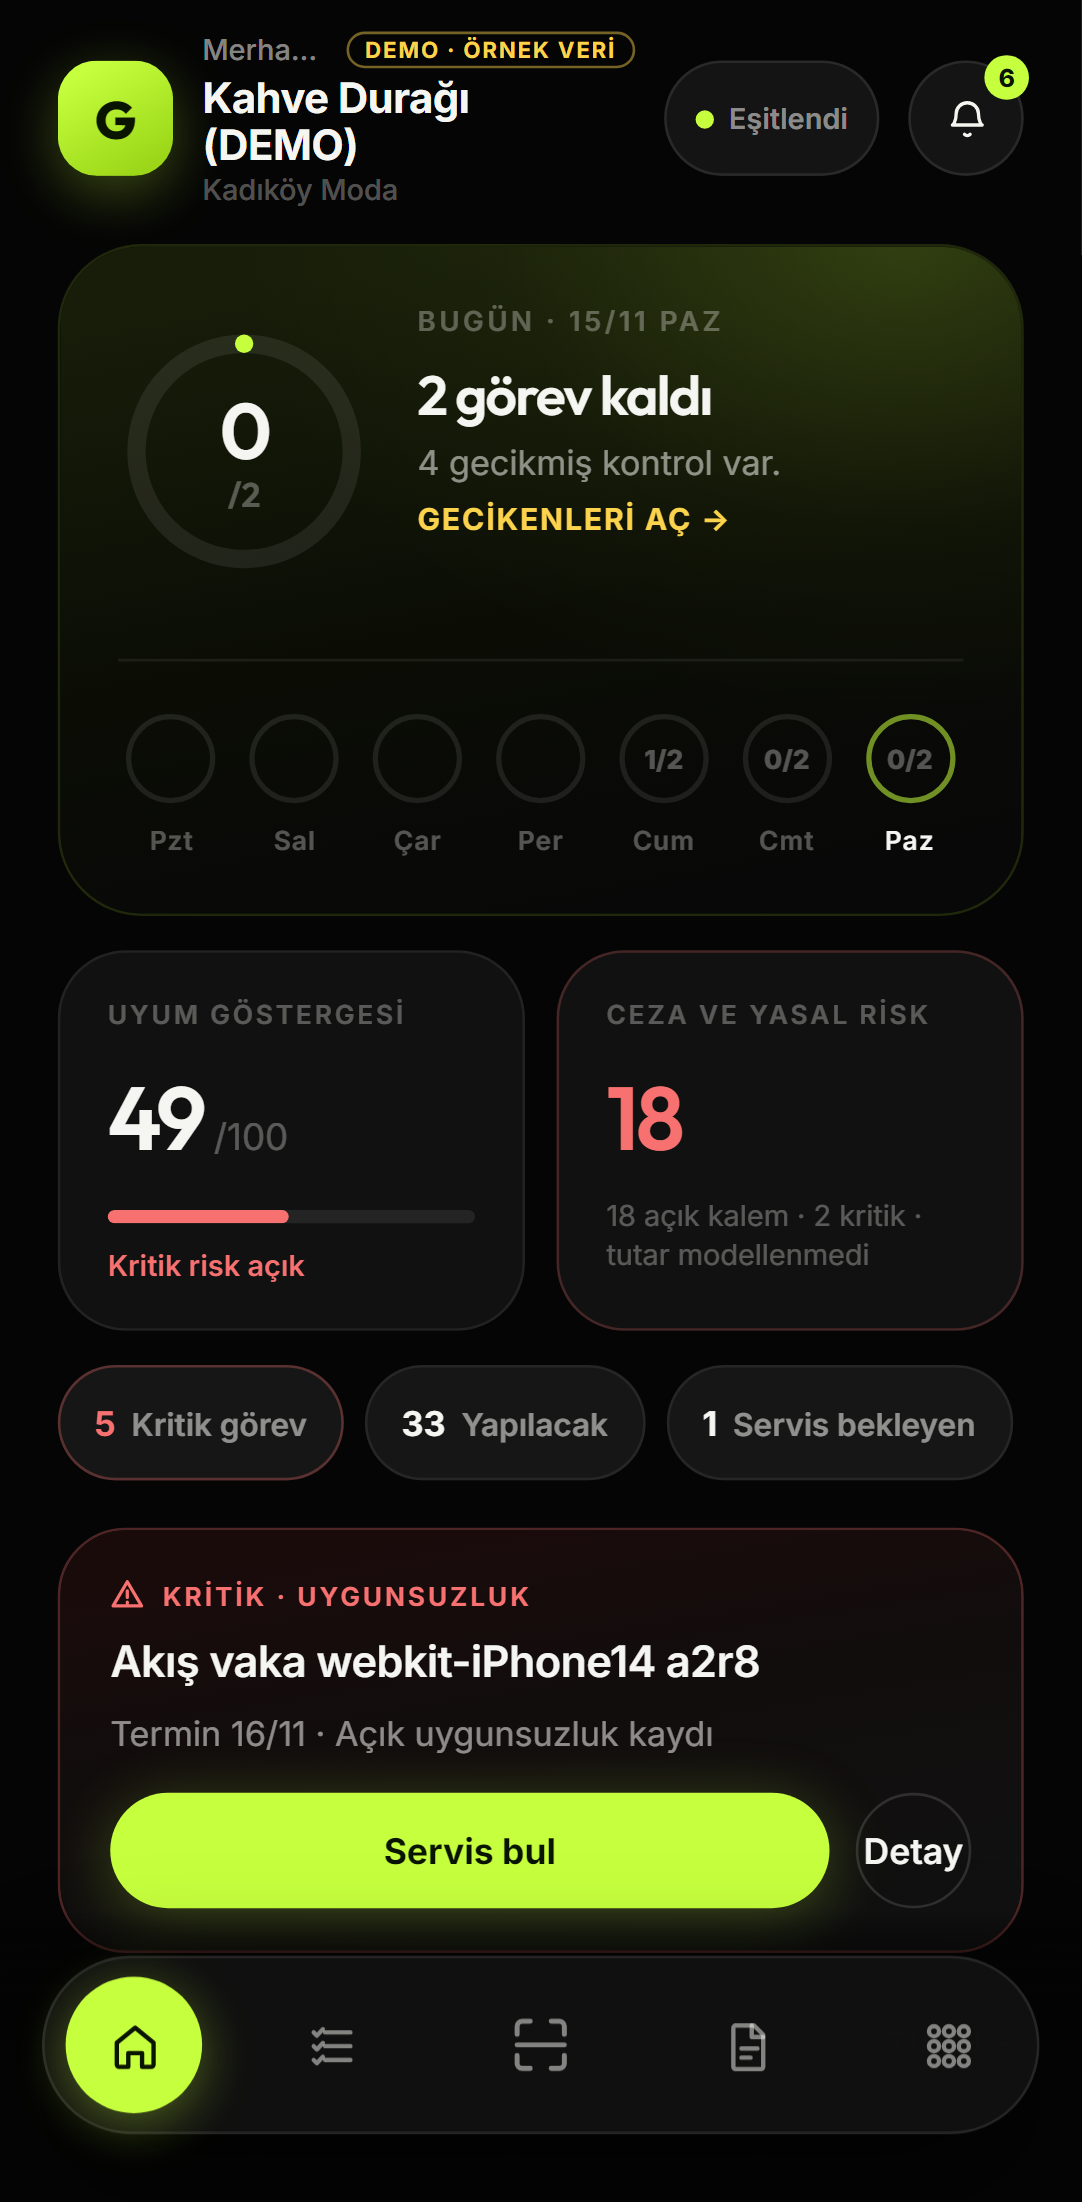 G
Merha...
DEMO · ÖRNEK VERİ
Kahve Durağı
(DEMO)
Kadıköy Moda
Eşitlendi
6
BUGÜN · 15/11 PAZ
0
/2
2 görev kaldı
4 gecikmiş kontrol var.
GECİKENLERİ AÇ →
1/2 0/2 0/2
Pzt Sal Çar Per Cum Cmt Paz
UYUM GÖSTERGESİ
49 /100
Kritik risk açık
CEZA VE YASAL RİSK
18
18 açık kalem · 2 kritik ·
tutar modellenmedi
5 Kritik görev
33 Yapılacak
1 Servis bekleyen
KRİTİK · UYGUNSUZLUK
Akış vaka webkit-iPhone14 a2r8
Termin 16/11 · Açık uygunsuzluk kaydı
Servis bul
Detay